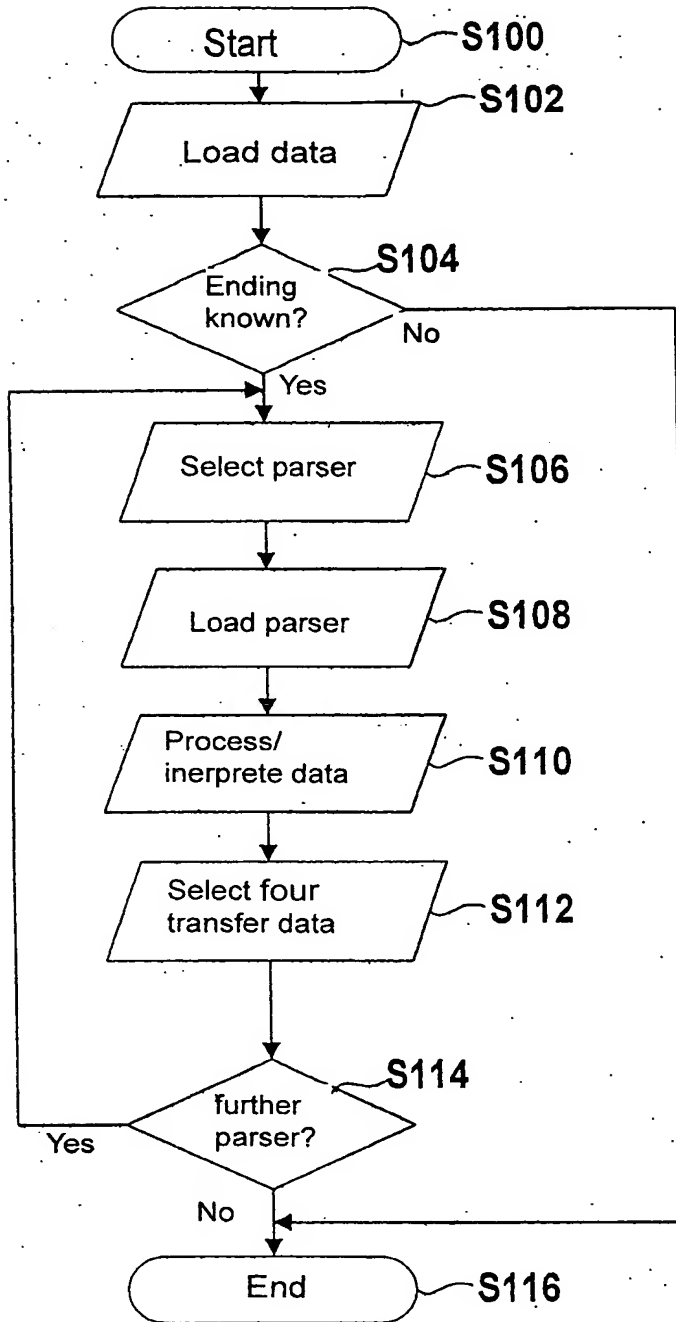 Start
S100
S102
Load data
S104
Ending
known?
No
Yes
Select parser
S106
Load parser
S108
Process/
inerprete data
S110
Select four
transfer data
S112
S114
further
parser?
Yes
No
End
S116